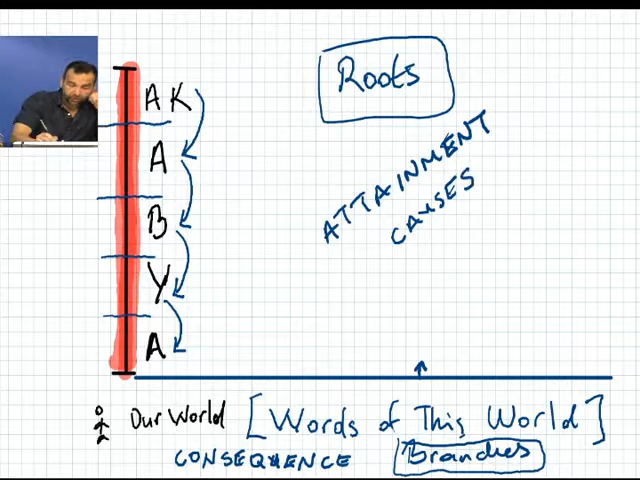 AK
A
B
Y
A
Roots
ATTAINMENT
CAUSES
Our World [Words of This World]
CONSEQUENCE Branches